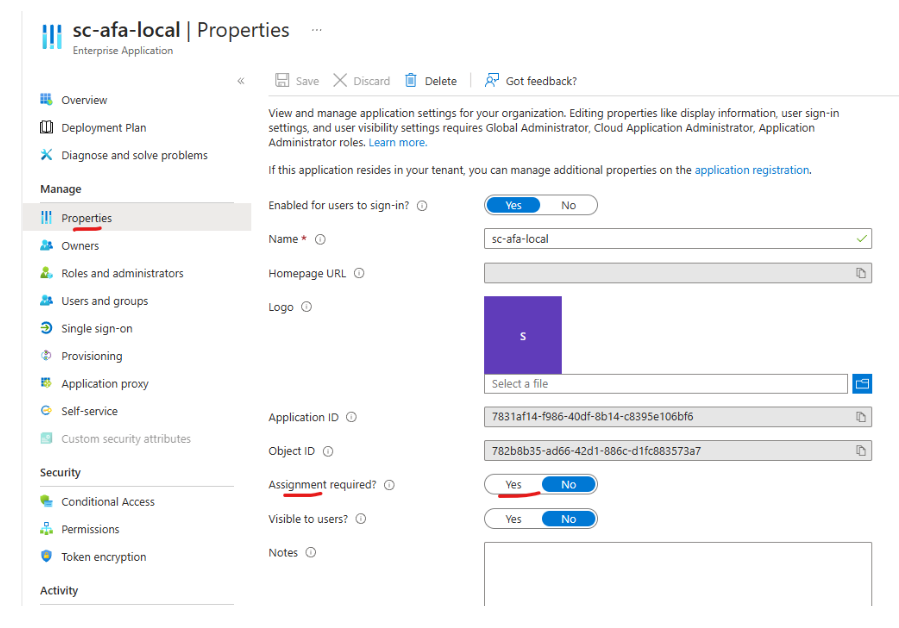 sc-afa-local | Properties ...
Enterprise Application
«
Save Discard Delete Got feedback?
Overview
Deployment Plan
Diagnose and solve problems
Manage
Properties
Owners
Roles and administrators
Users and groups
Single sign-on
Provisioning
Application proxy
Self-service
Custom security attributes
Security
Conditional Access
Permissions
Token encryption
Activity
View and manage application settings for your organization. Editing properties like display information, user sign-in
settings, and user visibility settings requires Global Administrator, Cloud Application Administrator, Application
Administrator roles. Learn more.
If this application resides in your tenant, you can manage additional properties on the application registration.
Enabled for users to sign-in? Yes No
Name * sc-afa-local
Homepage URL
Logo
S
Select a file
Application ID 7831af14-f986-40df-8b14-c8395e106bf6
Object ID 782b8b35-ad66-42d1-886c-d1fc883573a7
Assignment required? Yes No
Visible to users? Yes No
Notes